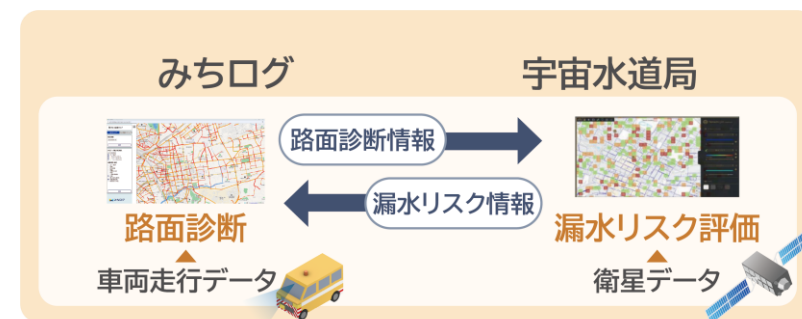 みちログ
宇宙水道局
路面診断情報
漏水リスク情報
路面診断
漏水リスク評価
車両走行データ
衛星データ